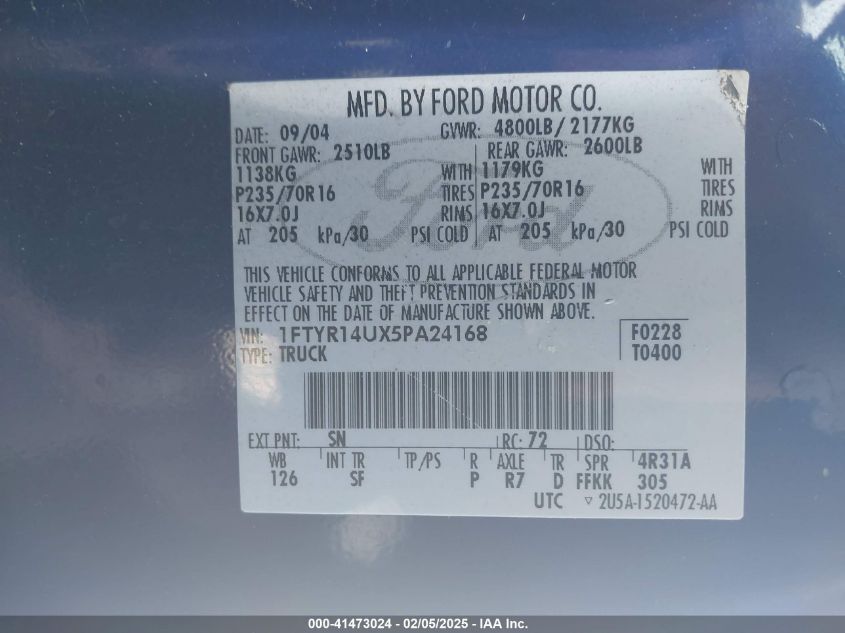 MFD. BY FORD MOTOR CO.
DATE: 09/04 GVWR: 4800LB/ 2177KG
FRONT GAWR: 2510LB REAR GAWR: 2600LB
1138KG WITH 1179KG WITH
P235/70R16 TIRES P235/70R16 TIRES
16X7.0J RIMS 16X7.0J RIMS
AT 205 kPa/30 PSI COLD AT 205 kPa/30 PSI COLD
Ford
THIS VEHICLE CONFORMS TO ALL APPLICABLE FEDERAL MOTOR
VEHICLE SAFETY AND THEFT PREVENTION STANDARDS IN
EFFECT ON THE DATE OF MANUFACTURE SHOWN ABOVE.
VIN: 1FTYR14UX5PA24168 F0228
TYPE: TRUCK T0400
EXT PNT: SN RC: 72 DSO:
WB INT TR TP/PS R AXLE TR SPR 4R31A
126 SF P R7 D FFKK 305
UTC ▿ 2U5A-1520472-AA
000-41473024 - 02/05/2025 - IAA Inc.